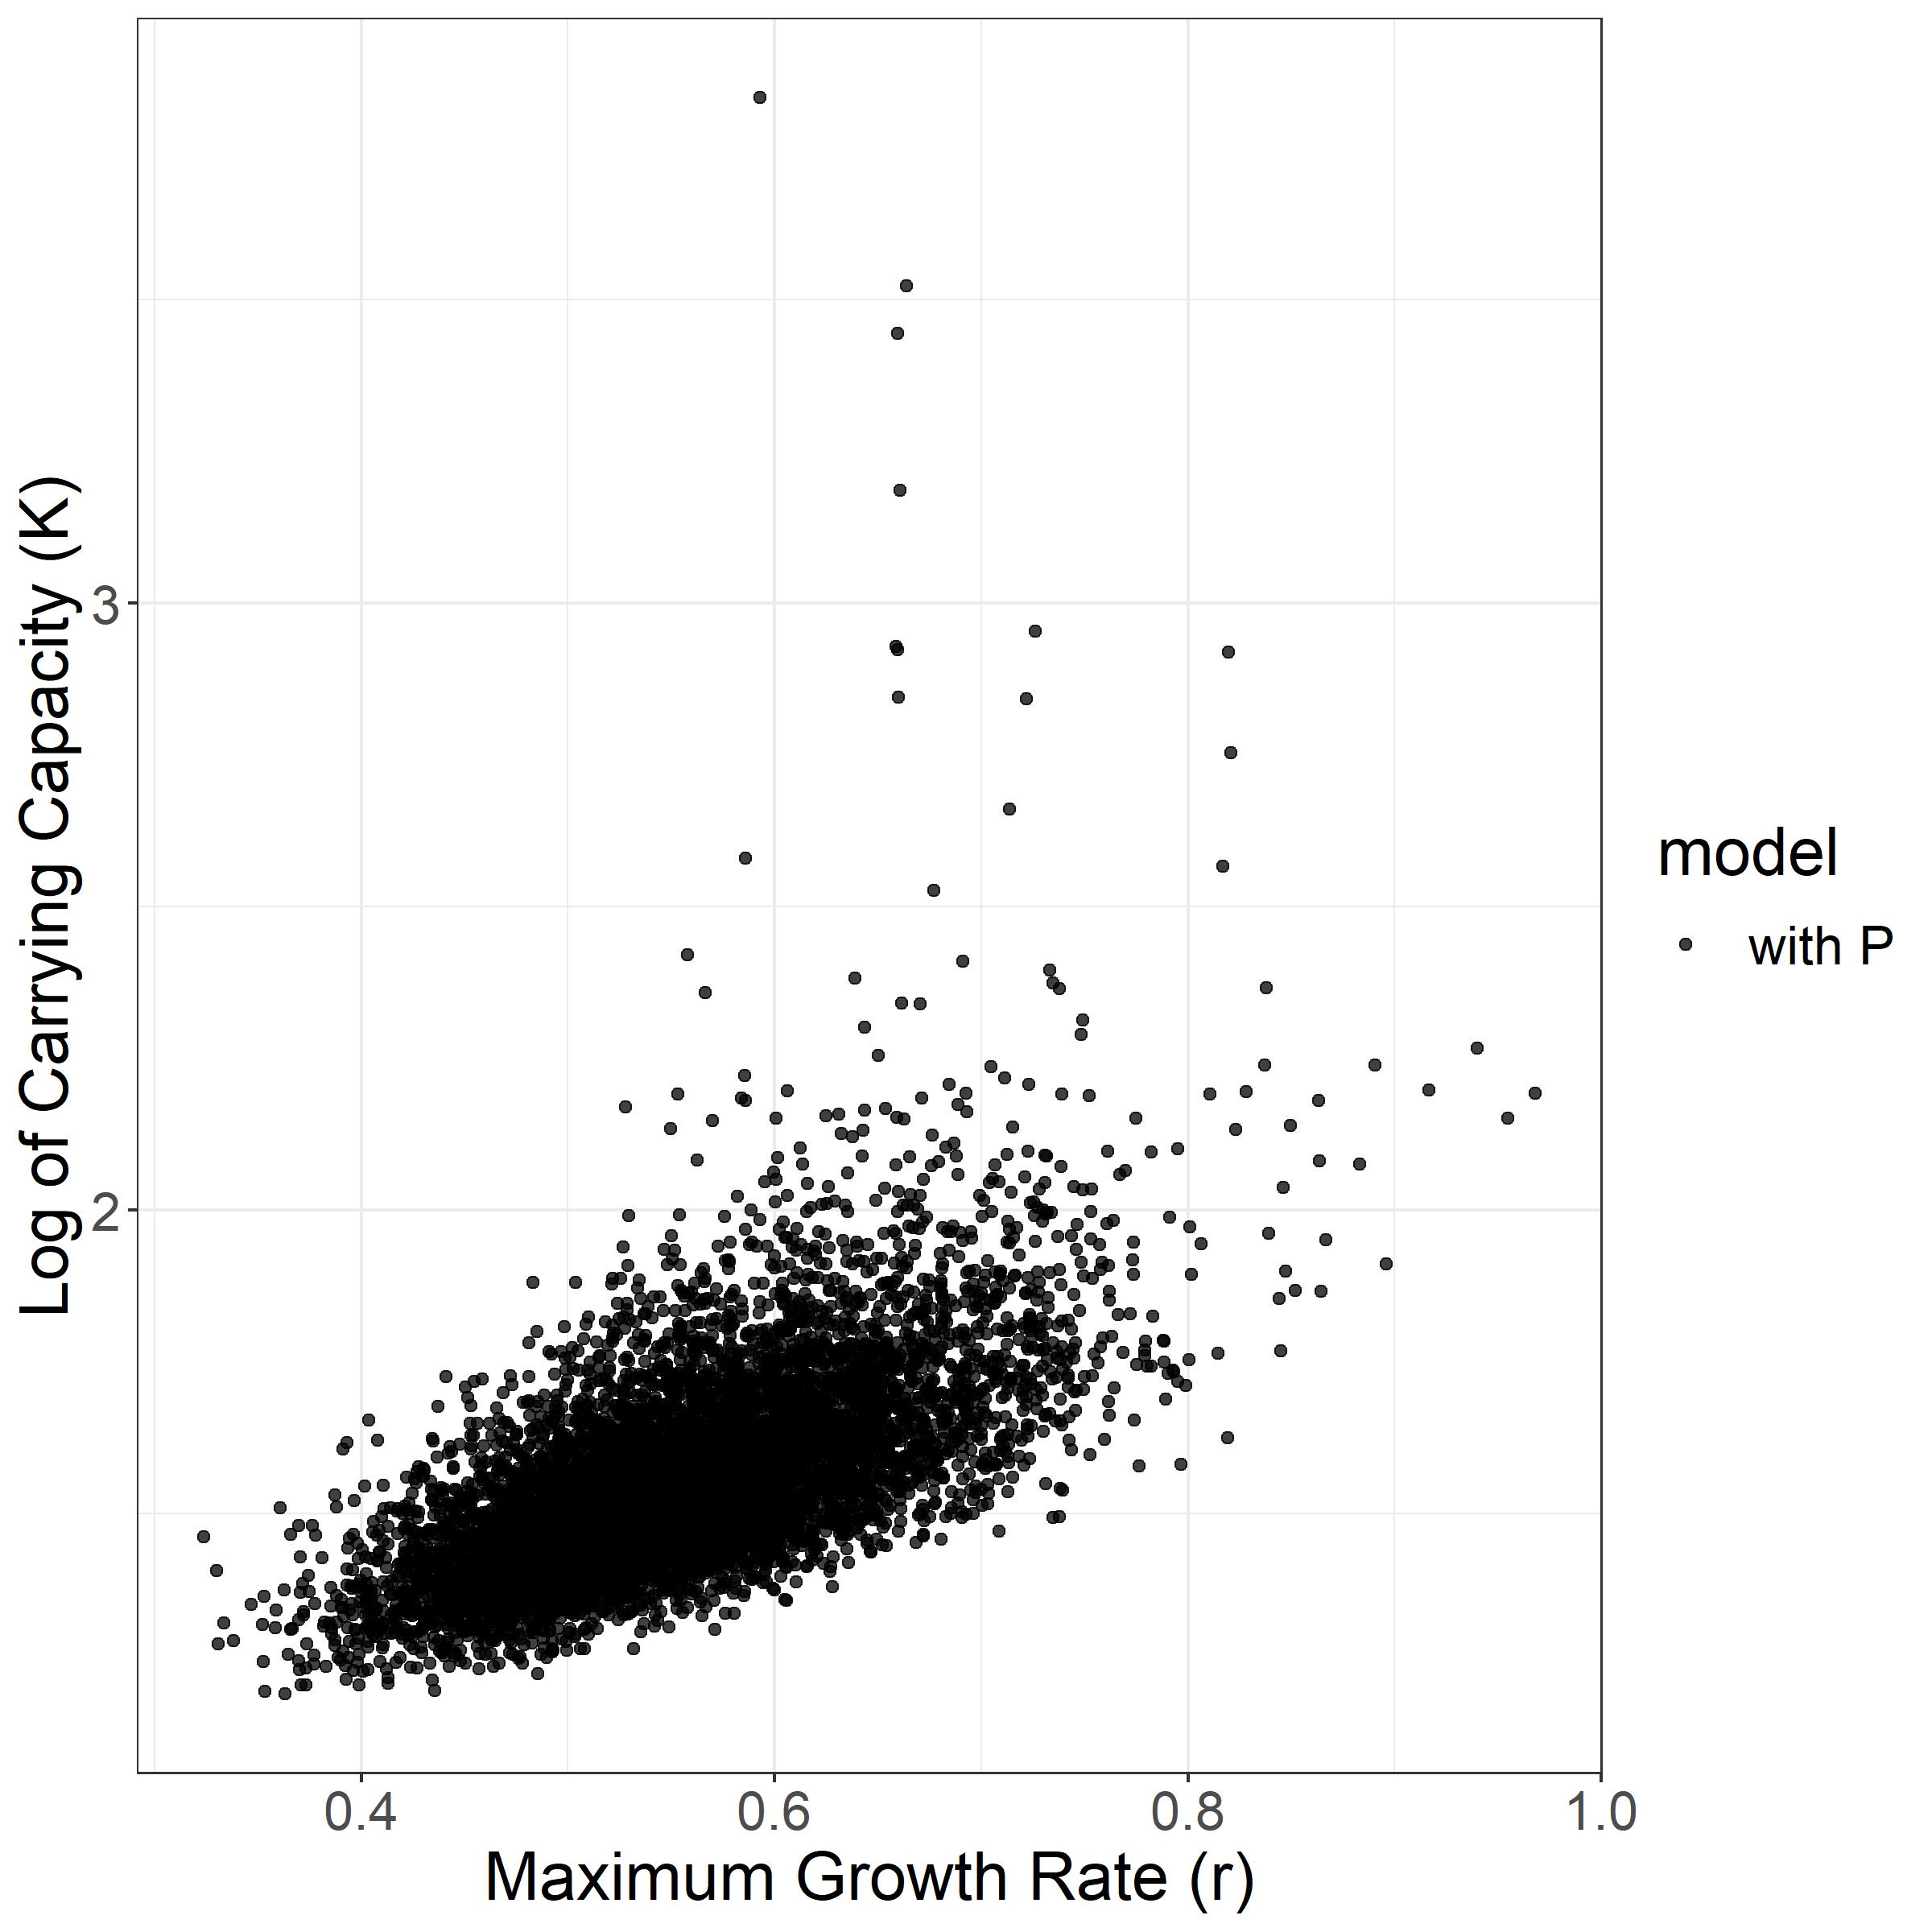 Log of Carrying Capacity (K)
3
2
0.4
0.6
0.8
1.0
Maximum Growth Rate (r)
model
with P